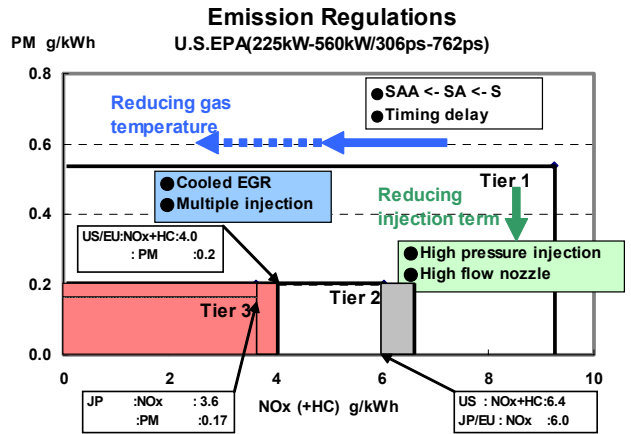 Emission Regulations
PM g/kWh
U.S.EPA(225kW-560kW/306ps-762ps)
0.8
●SAA <- SA <- S
●Timing delay
Reducing gas
temperature
0.6
●Cooled EGR
●Multiple injection
Tier 1
Reducing
injection term
0.4
US/EU:NOx+HC:4.0
: PM :0.2
●High pressure injection
●High flow nozzle
0.2
Tier 3
Tier 2
0.0
0 2 4 6 8 10
NOx (+HC) g/kWh
JP :NOx : 3.6
:PM :0.17
US : NOx+HC:6.4
JP/EU : NOx :6.0